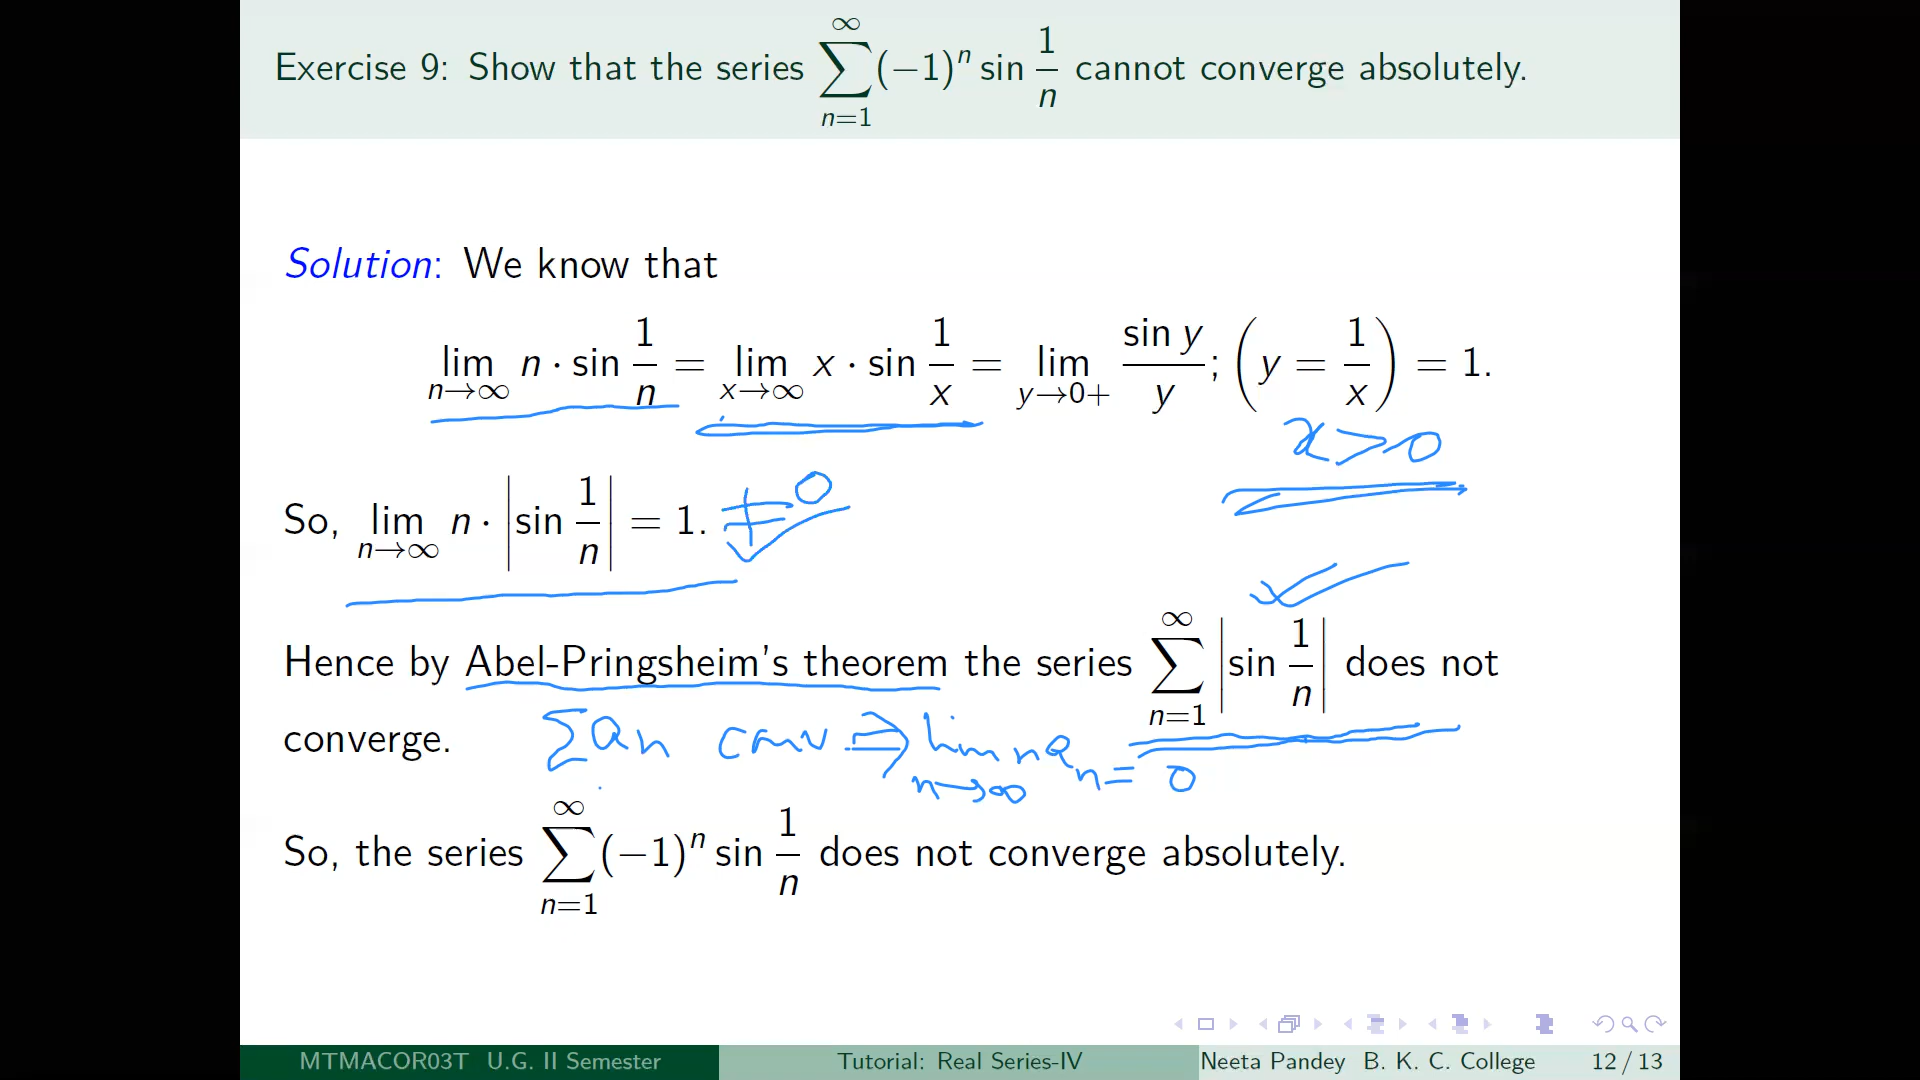 Exercise 9: Show that the series ∑_{n=1}^{∞} (−1)^n sin 1/n cannot converge absolutely.
Solution: We know that
lim_{n→∞} n · sin 1/n = lim_{x→∞} x · sin 1/x = lim_{y→0+} sin y / y ; (y = 1/x) = 1.
x > 0
So, lim_{n→∞} n · |sin 1/n| = 1. ≠ 0
Hence by Abel-Pringsheim's theorem the series ∑_{n=1}^{∞} |sin 1/n| does not
converge. ∑ a_n conv ⇒ lim_{n→∞} n a_n = 0
So, the series ∑_{n=1}^{∞} (−1)^n sin 1/n does not converge absolutely.
MTMACOR03T U.G. II Semester Tutorial: Real Series-IV Neeta Pandey B. K. C. College 12 / 13